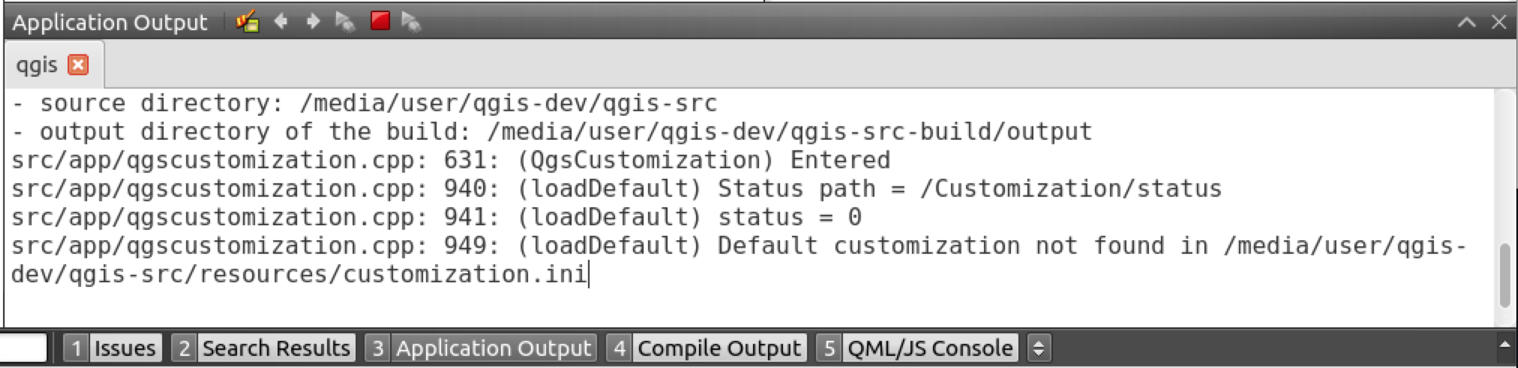 Application Output
qgis
- source directory: /media/user/qgis-dev/qgis-src
- output directory of the build: /media/user/qgis-dev/qgis-src-build/output
src/app/qgscustomization.cpp: 631: (QgsCustomization) Entered
src/app/qgscustomization.cpp: 940: (loadDefault) Status path = /Customization/status
src/app/qgscustomization.cpp: 941: (loadDefault) status = 0
src/app/qgscustomization.cpp: 949: (loadDefault) Default customization not found in /media/user/qgis-
dev/qgis-src/resources/customization.ini
1 Issues 2 Search Results 3 Application Output 4 Compile Output 5 QML/JS Console